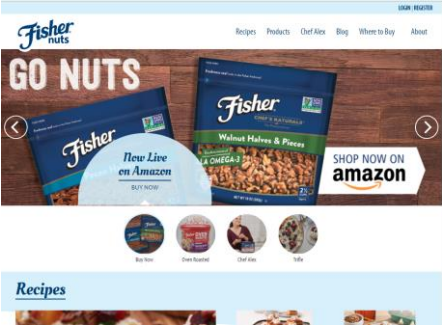 LOGIN | REGISTER
Fisher
nuts
Recipes Products Chef Alex Blog Where to Buy About
GO NUTS
Fisher
CHEF'S NATURALS
Walnut Halves & Pieces
ALA OMEGA-3
Fisher
Now Live
on Amazon
BUY NOW
SHOP NOW ON
amazon
Buy Now Oven Roasted Chef Alex Trifle
Recipes